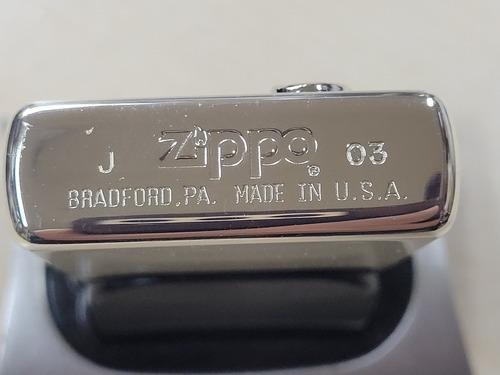 J Zippo® 03
BRADFORD,PA. MADE IN U.S.A.